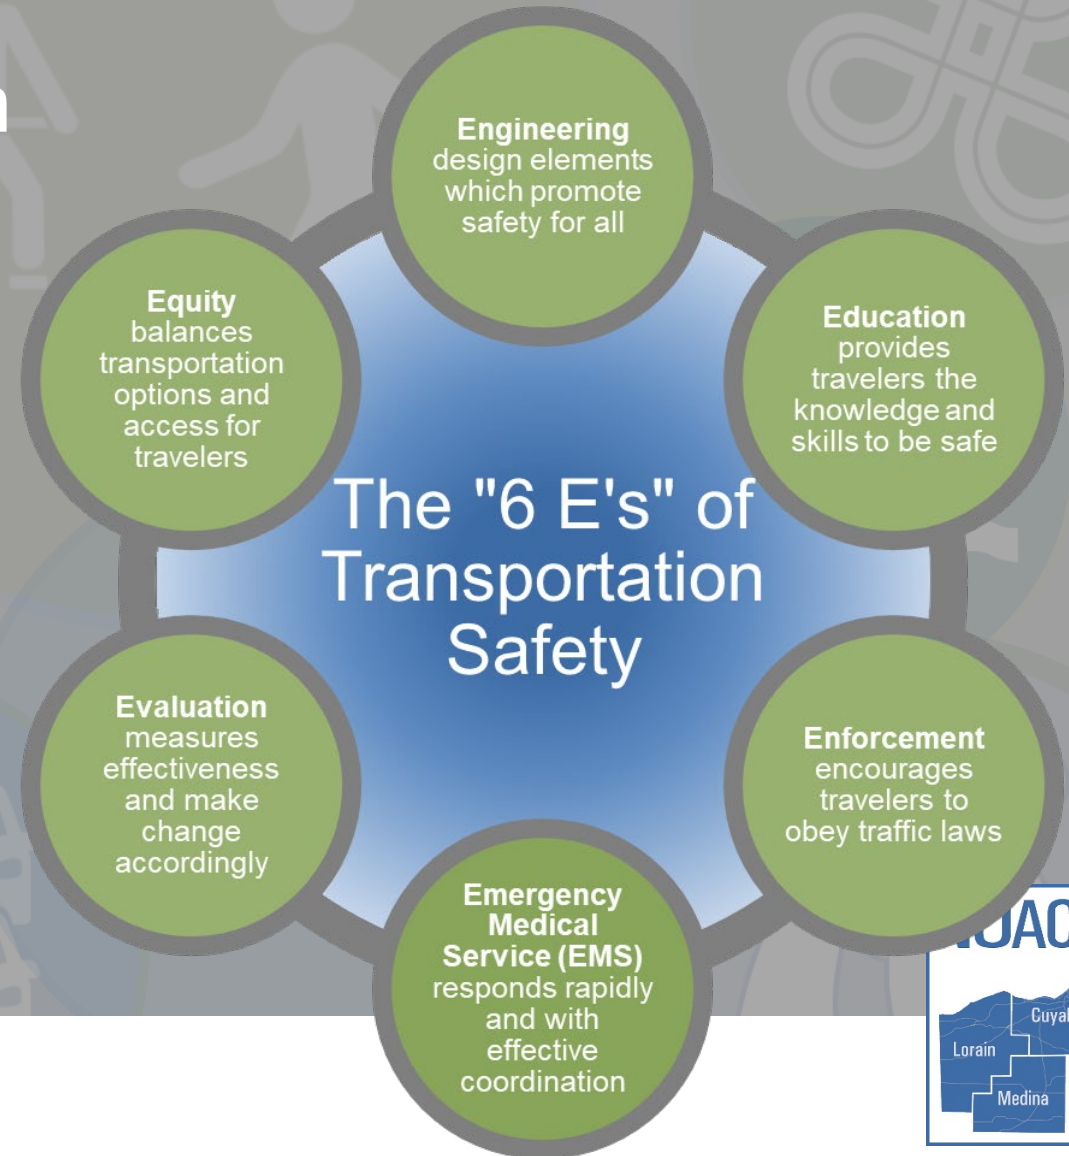 Engineering
design elements
which promote
safety for all
Education
provides
travelers the
knowledge and
skills to be safe
Enforcement
encourages
travelers to
obey traffic laws
Emergency
Medical
Service (EMS)
responds rapidly
and with
effective
coordination
Evaluation
measures
effectiveness
and make
change
accordingly
Equity
balances
transportation
options and
access for
travelers
The "6 E's" of
Transportation
Safety
Lorain
Medina